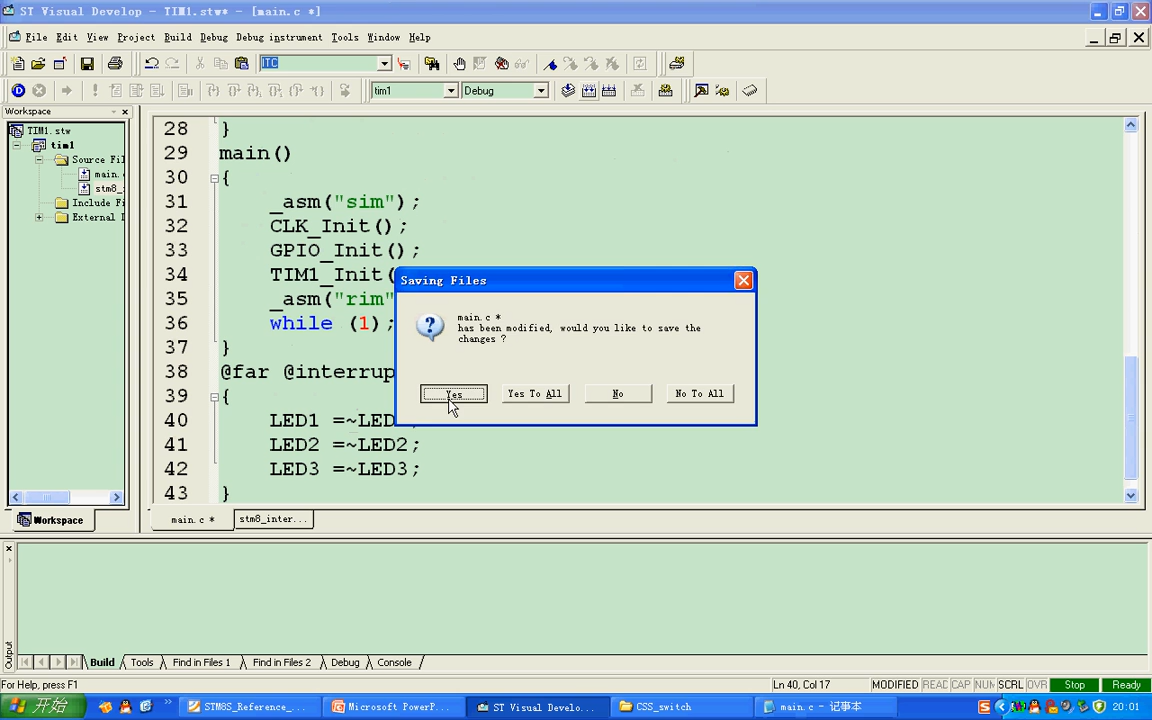 ST Visual Develop - TIM1.stw* - [main.c *]
File Edit View Project Build Debug Debug instrument Tools Window Help
ITC
tim1
Debug
Workspace
TIM1.stw
tim1
Source Fil
main.
stm8_i
Include Fi
External D
28 }
29 main()
30 {
31 _asm("sim");
32 CLK_Init();
33 GPIO_Init();
34 TIM1_Init(
35 _asm("rim"
36 while (1);
37 }
38 @far @interrup
39 {
40 LED1 =~LED
41 LED2 =~LED2;
42 LED3 =~LED3;
43 }
Saving Files
main.c *
has been modified, would you like to save the
changes ?
Yes
Yes To All
No
No To All
Workspace
main.c *
stm8_inter...
Output
Build Tools Find in Files 1 Find in Files 2 Debug Console
For Help, press F1
Ln 40, Col 17 MODIFIED READ CAP NUM SCRL OVR Stop Ready
开始
STM8S_Reference_...
Microsoft PowerP...
ST Visual Develo...
CSS_switch
main.c - 记事本
20:01